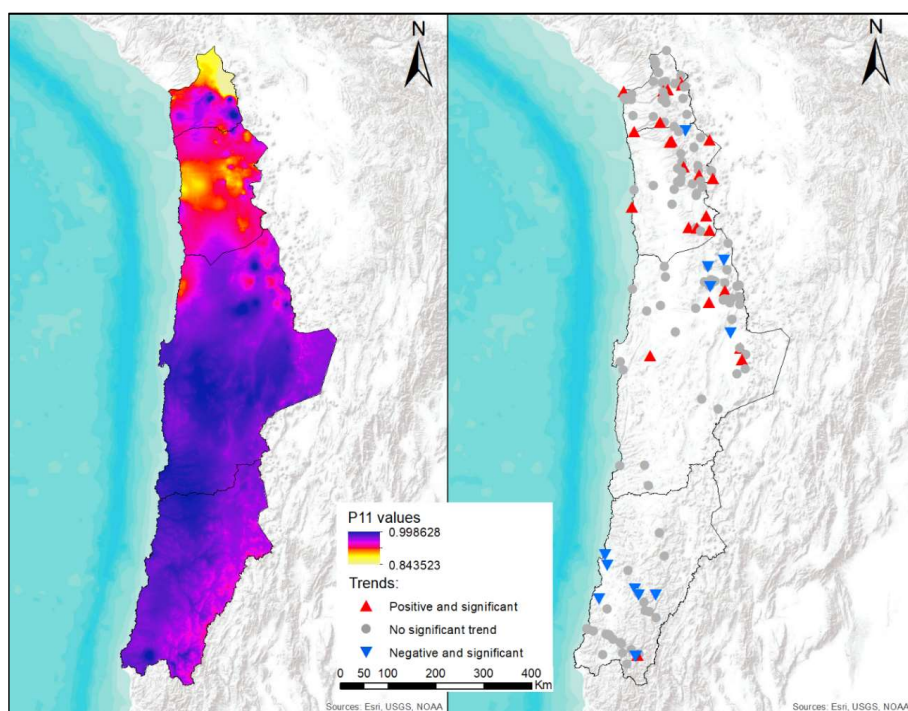 N
N
P11 values
0.998628
0.843523
Trends:
Positive and significant
No significant trend
Negative and significant
0 50 100 200 300 400
Km
Sources: Esri, USGS, NOAA
Sources: Esri, USGS, NOAA